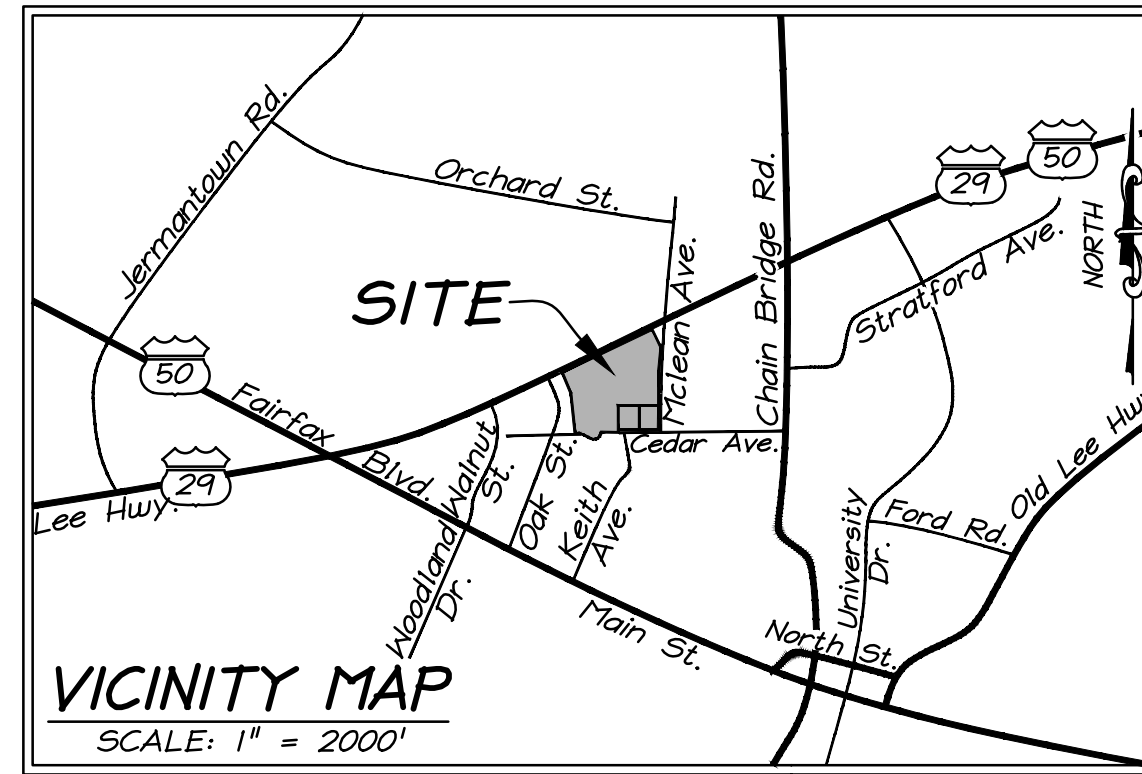 Jermantown Rd.
Orchard St.
Chain Bridge Rd.
50
29
NORTH
Stratford Ave.
SITE
Mclean Ave.
50
Fairfax
Blvd.
29
Lee Hwy.
Walnut
St.
Oak St.
Keith
Ave.
Cedar Ave.
Old Lee Hwy
Ford Rd.
University
Dr.
Woodland
Dr.
Main St.
North St.
VICINITY MAP
SCALE: 1" = 2000'